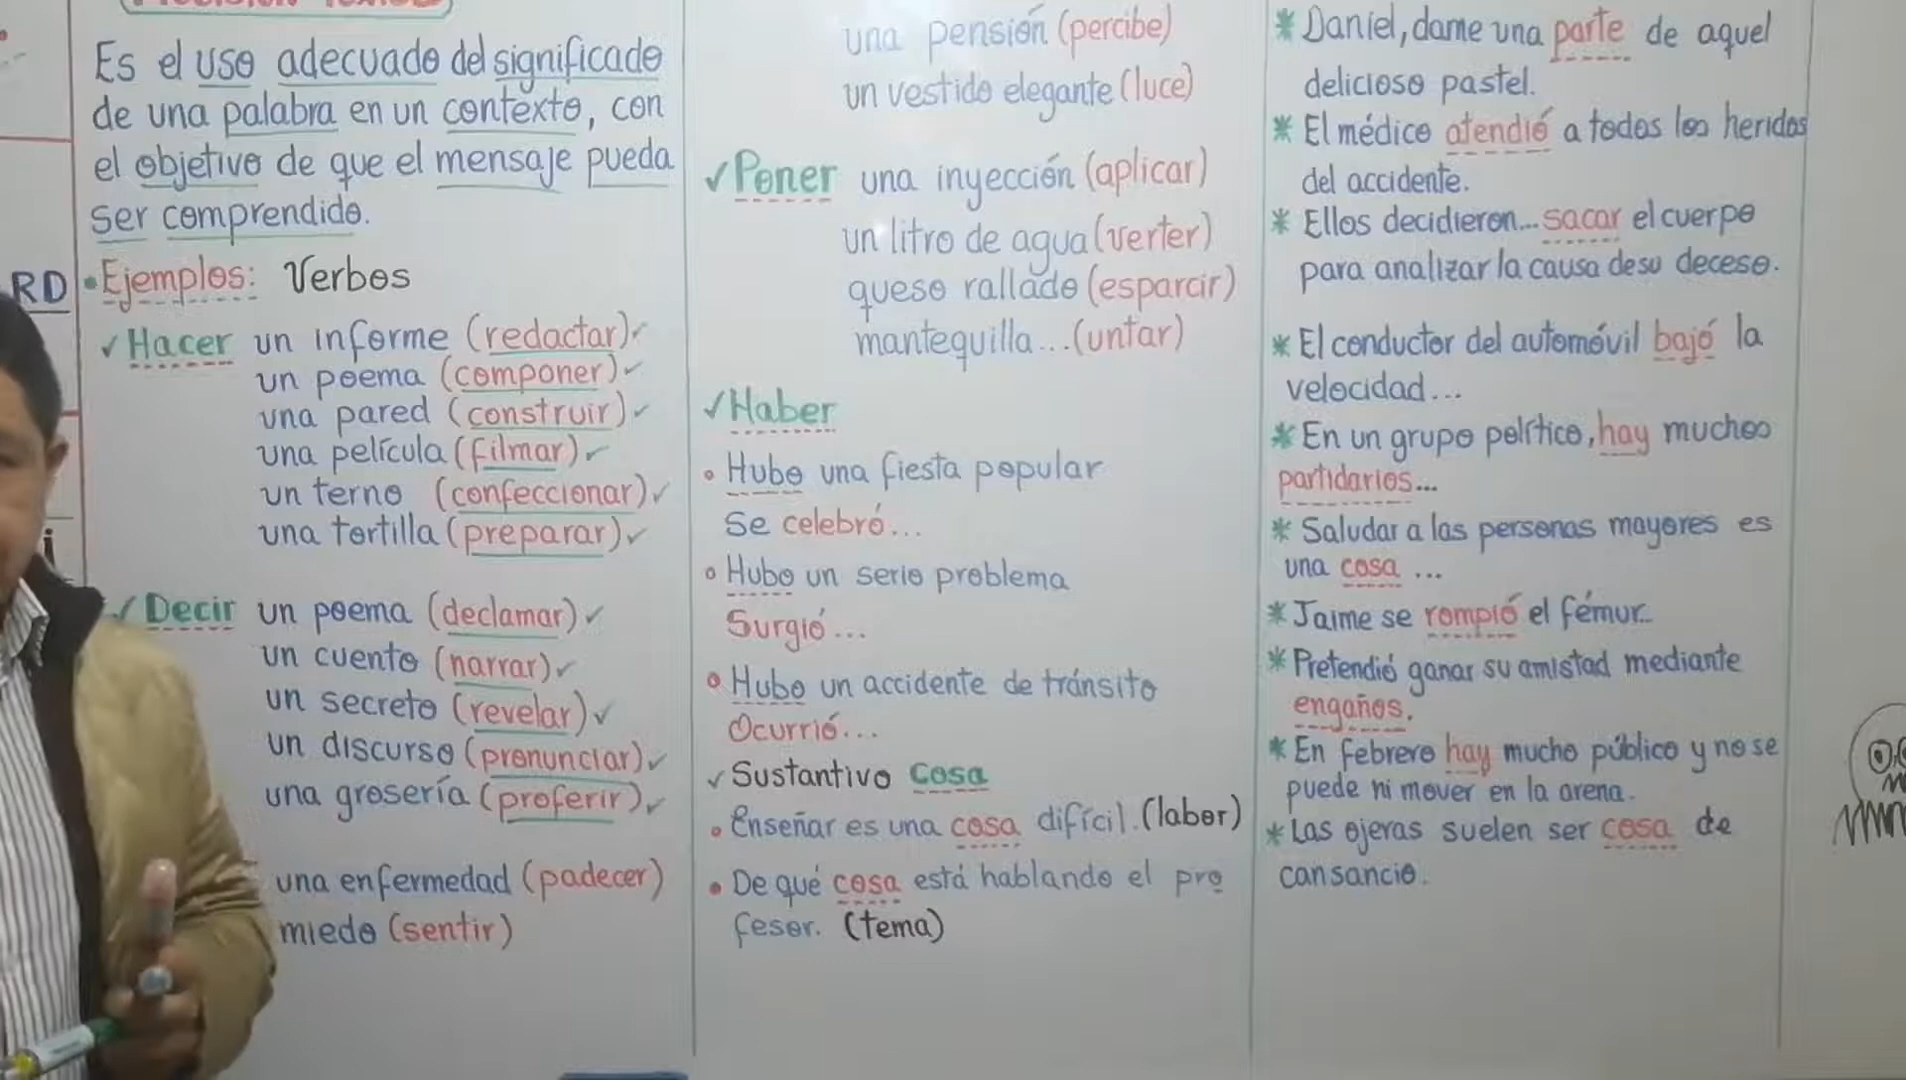 Es el uso adecuado del significado
de una palabra en un contexto, con
el objetivo de que el mensaje pueda
ser comprendido.
RD
• Ejemplos: Verbos
✓ Hacer un informe (redactar) ✓
un poema (componer) ✓
una pared (construir) ✓
una película (filmar) ✓
un terno (confeccionar) ✓
una tortilla (preparar) ✓
✓ Decir un poema (declamar) ✓
un cuento (narrar) ✓
un secreto (revelar) ✓
un discurso (pronunciar) ✓
una grosería (proferir) ✓
una enfermedad (padecer)
miedo (sentir)
una pensión (percibe)
un vestido elegante (luce)
✓ Poner una inyección (aplicar)
un litro de agua (verter)
queso rallado (esparcir)
mantequilla... (untar)
✓ Haber
• Hubo una fiesta popular
Se celebró...
• Hubo un serio problema
Surgió...
• Hubo un accidente de tránsito
Ocurrió...
✓ Sustantivo Cosa
• Enseñar es una cosa difícil. (labor)
• De qué cosa está hablando el pro
fesor. (tema)
* Daniel, dame una parte de aquel
delicioso pastel.
* El médico atendió a todos los heridos
del accidente.
* Ellos decidieron... sacar el cuerpo
para analizar la causa desu deceso.
* El conductor del automóvil bajó la
velocidad...
* En un grupo político, hay muchos
partidarios...
* Saludar a las personas mayores es
una cosa ...
* Jaime se rompió el fémur...
* Pretendió ganar su amistad mediante
engaños.
* En febrero hay mucho público y no se
puede ni mover en la arena.
* Las ojeras suelen ser cosa de
cansancio.